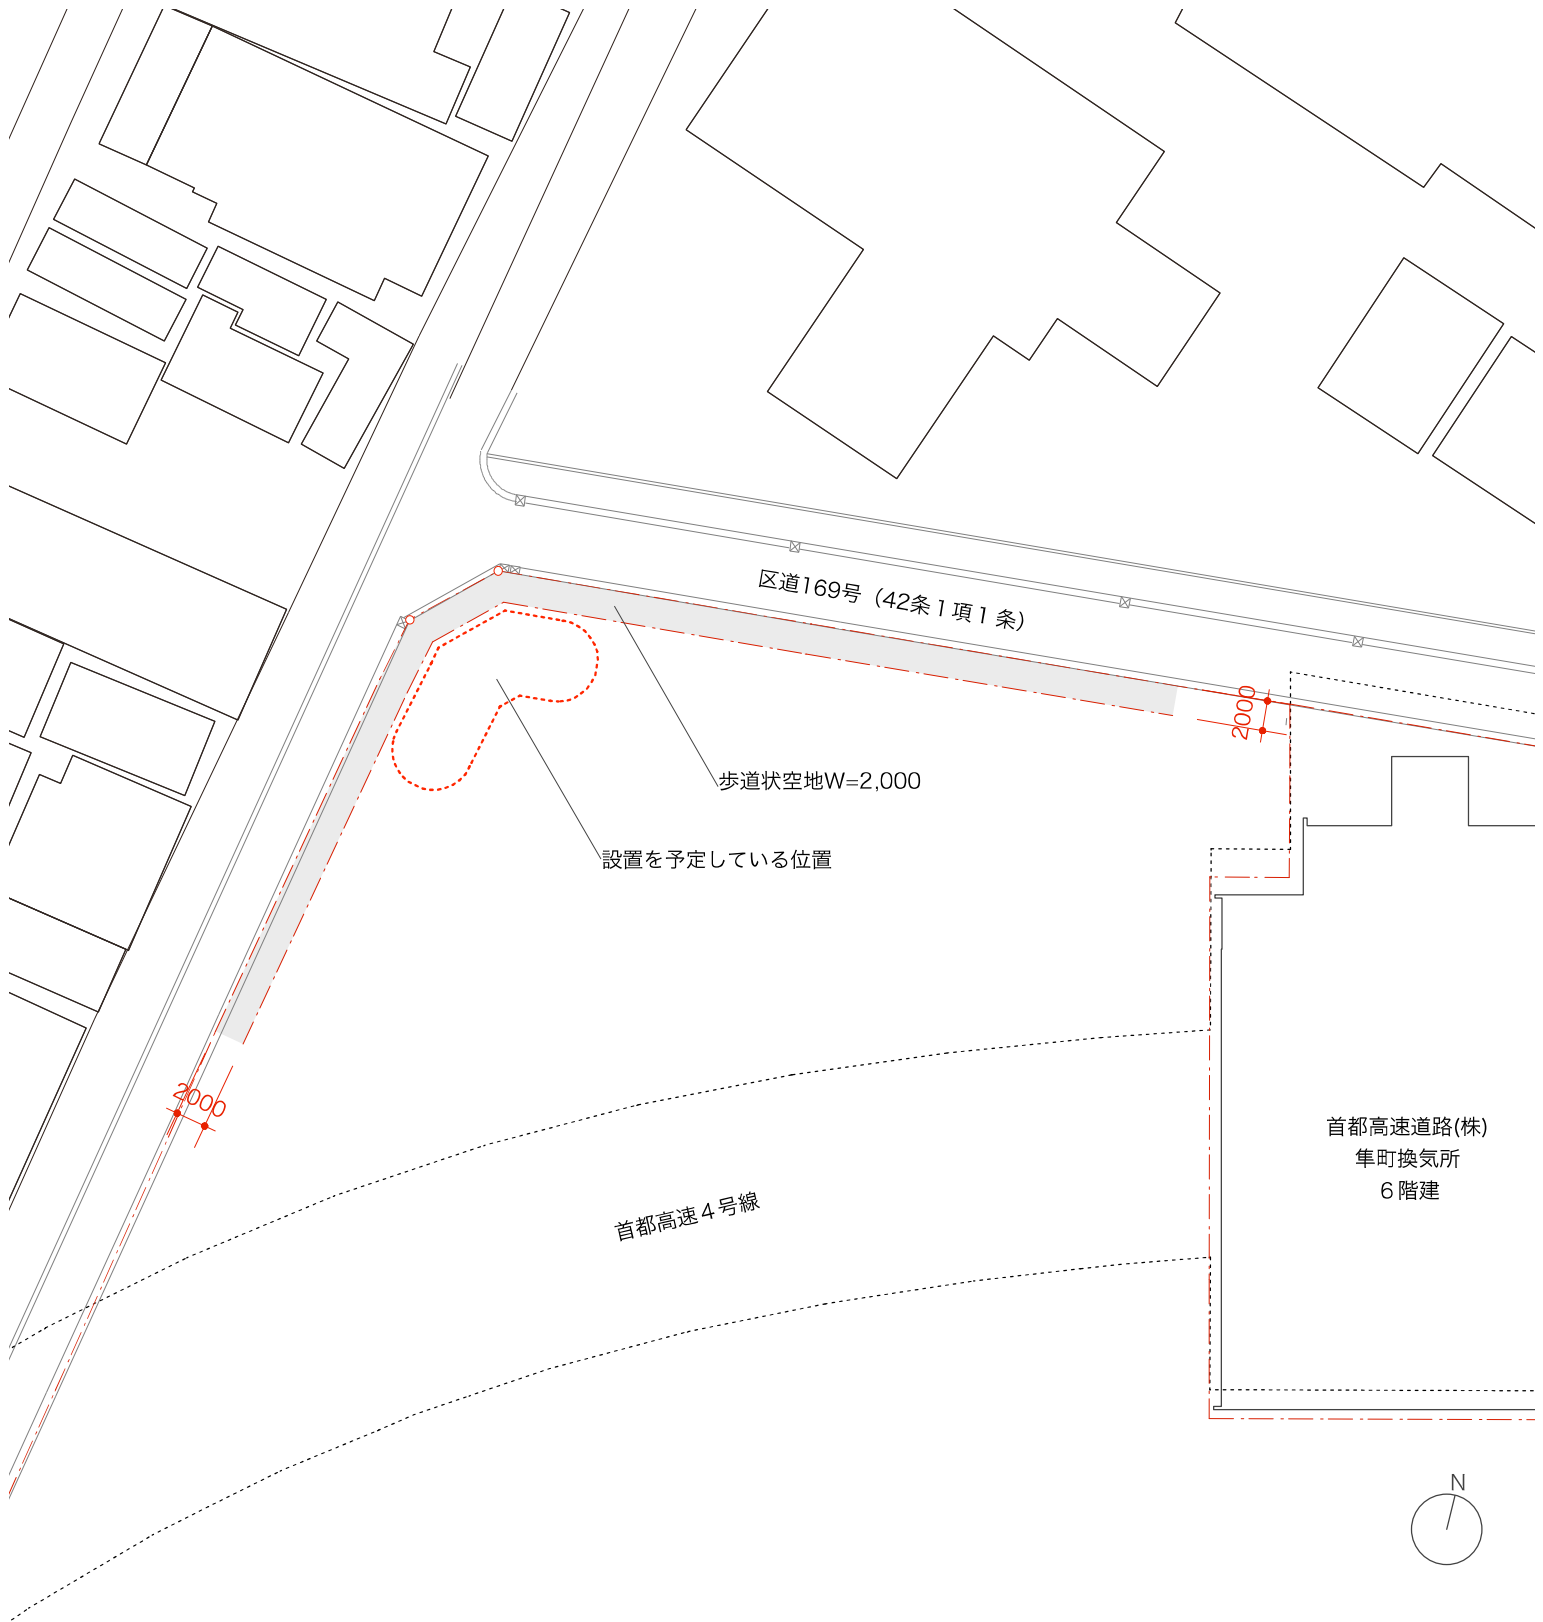 区道169号（42条１項１条）
2000
歩道状空地W=2,000
設置を予定している位置
2000
首都高速道路(株)
隼町換気所
６階建
首都高速４号線
N